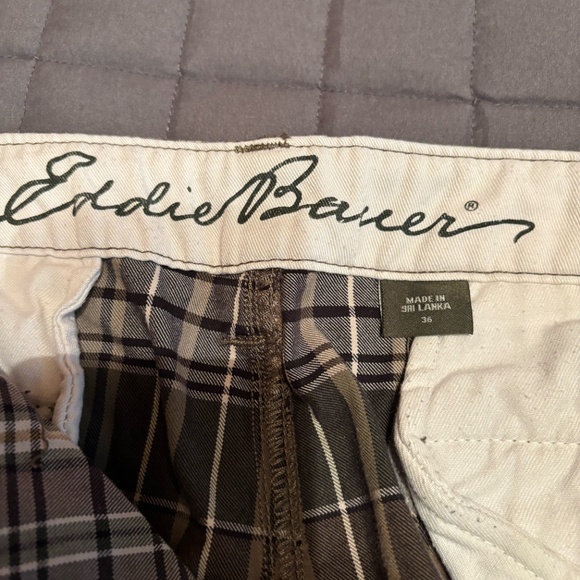 Eddie Bauer®
MADE IN
SRI LANKA
36